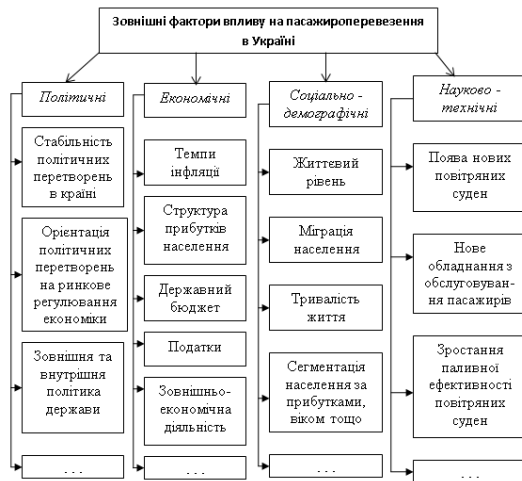 Зовнішні фактори впливу на пасажироперевезення
в Україні
Політичні
Стабільність
політичних
перетворень
в країні
Орієнтація
політичних
перетворень
на ринкове
регулювання
економіки
Зовнішня та
внутрішня
політика
держави
. . .
Економічні
Темпи
інфляції
Структура
прибутків
населення
Державний
бюджет
Податки
Зовнішньо-
економічна
діяльність
. . .
Соціально -
демографічні
Життєвий
рівень
Міграція
населення
Тривалість
життя
Сегментація
населення за
прибутками,
віком тощо
. . .
Науково -
технічні
Поява нових
повітряних
суден
Нове
обладнання з
обслуговуван-
ня пасажирів
Зростання
паливної
ефективності
повітряних
суден
. . .